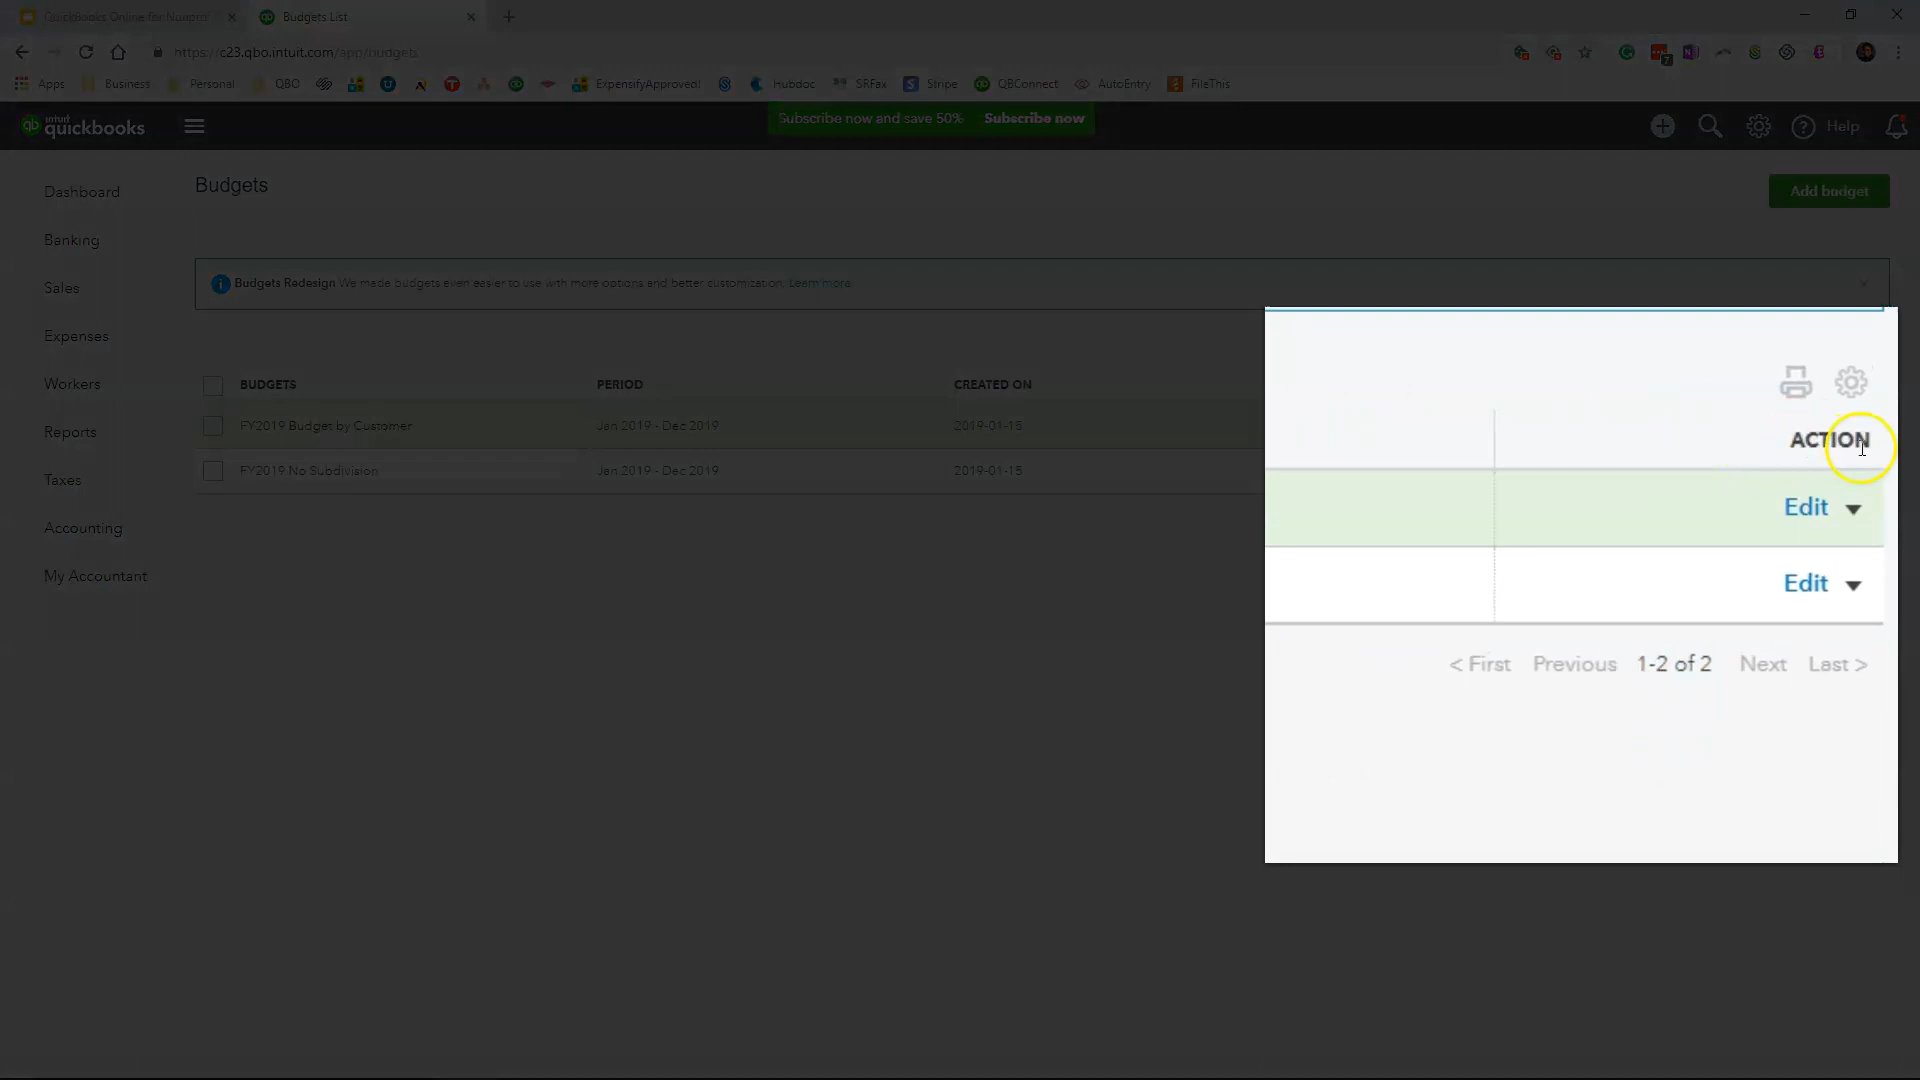 QuickBooks Online for Nonpro
Budgets List
https://c23.qbo.intuit.com/app/budgets
Apps Business Personal QBO ExpensifyApproved! Hubdoc SRFax Stripe QBConnect AutoEntry FileThis
7
qb intuit quickbooks
Subscribe now and save 50% Subscribe now
Help
Dashboard
Banking
Sales
Expenses
Workers
Reports
Taxes
Accounting
My Accountant
Budgets
Add budget
Budgets Redesign We made budgets even easier to use with more options and better customization. Learn more
BUDGETS PERIOD CREATED ON ACTION
FY2019 Budget by Customer Jan 2019 - Dec 2019 2019-01-15 Edit
FY2019 No Subdivision Jan 2019 - Dec 2019 2019-01-15 Edit
< First Previous 1-2 of 2 Next Last >